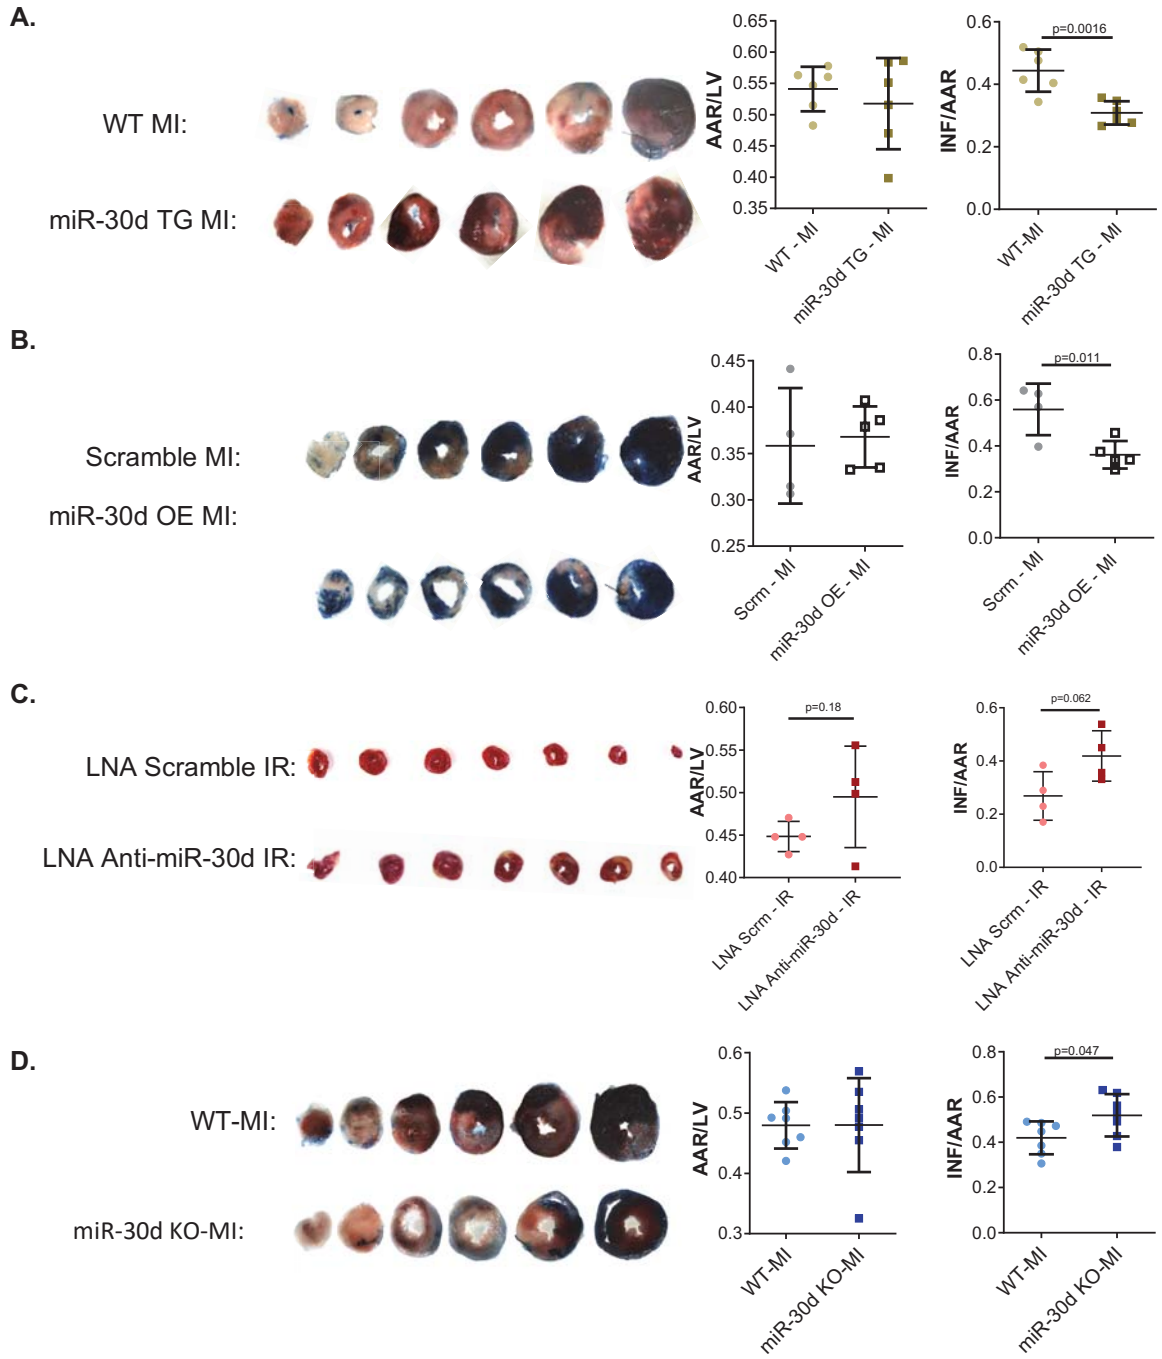 A.
WT MI:
miR-30d TG MI:
AAR/LV
0.65
0.60
0.55
0.50
0.45
0.40
0.35
WT - MI
miR-30d TG - MI
INF/AAR
0.6
0.4
0.2
0.0
p=0.0016
WT-MI
miR-30d TG - MI
B.
Scramble MI:
miR-30d OE MI:
AAR/LV
0.45
0.40
0.35
0.30
0.25
Scrm - MI
miR-30d OE - MI
INF/AAR
0.8
0.6
0.4
0.2
0.0
p=0.011
Scrm - MI
miR-30d OE - MI
C.
LNA Scramble IR:
LNA Anti-miR-30d IR:
AAR/LV
0.60
0.55
0.50
0.45
0.40
p=0.18
LNA Scrm - IR
LNA Anti-miR-30d - IR
INF/AAR
0.6
0.4
0.2
0.0
p=0.062
LNA Scrm - IR
LNA Anti-miR-30d - IR
D.
WT-MI:
miR-30d KO-MI:
AAR/LV
0.6
0.5
0.4
0.3
WT-MI
miR-30d KO-MI
INF/AAR
0.8
0.6
0.4
0.2
0.0
p=0.047
WT-MI
miR-30d KO-MI